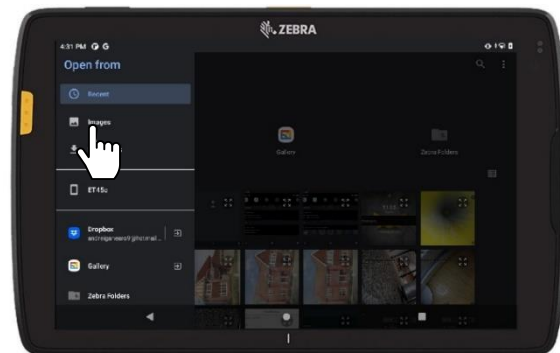 ZEBRA
4:31 PM G
Open from
Recent
Images
ET45
Dropbox
Gallery
Zebra Folders
Gallery
Zebra Folders